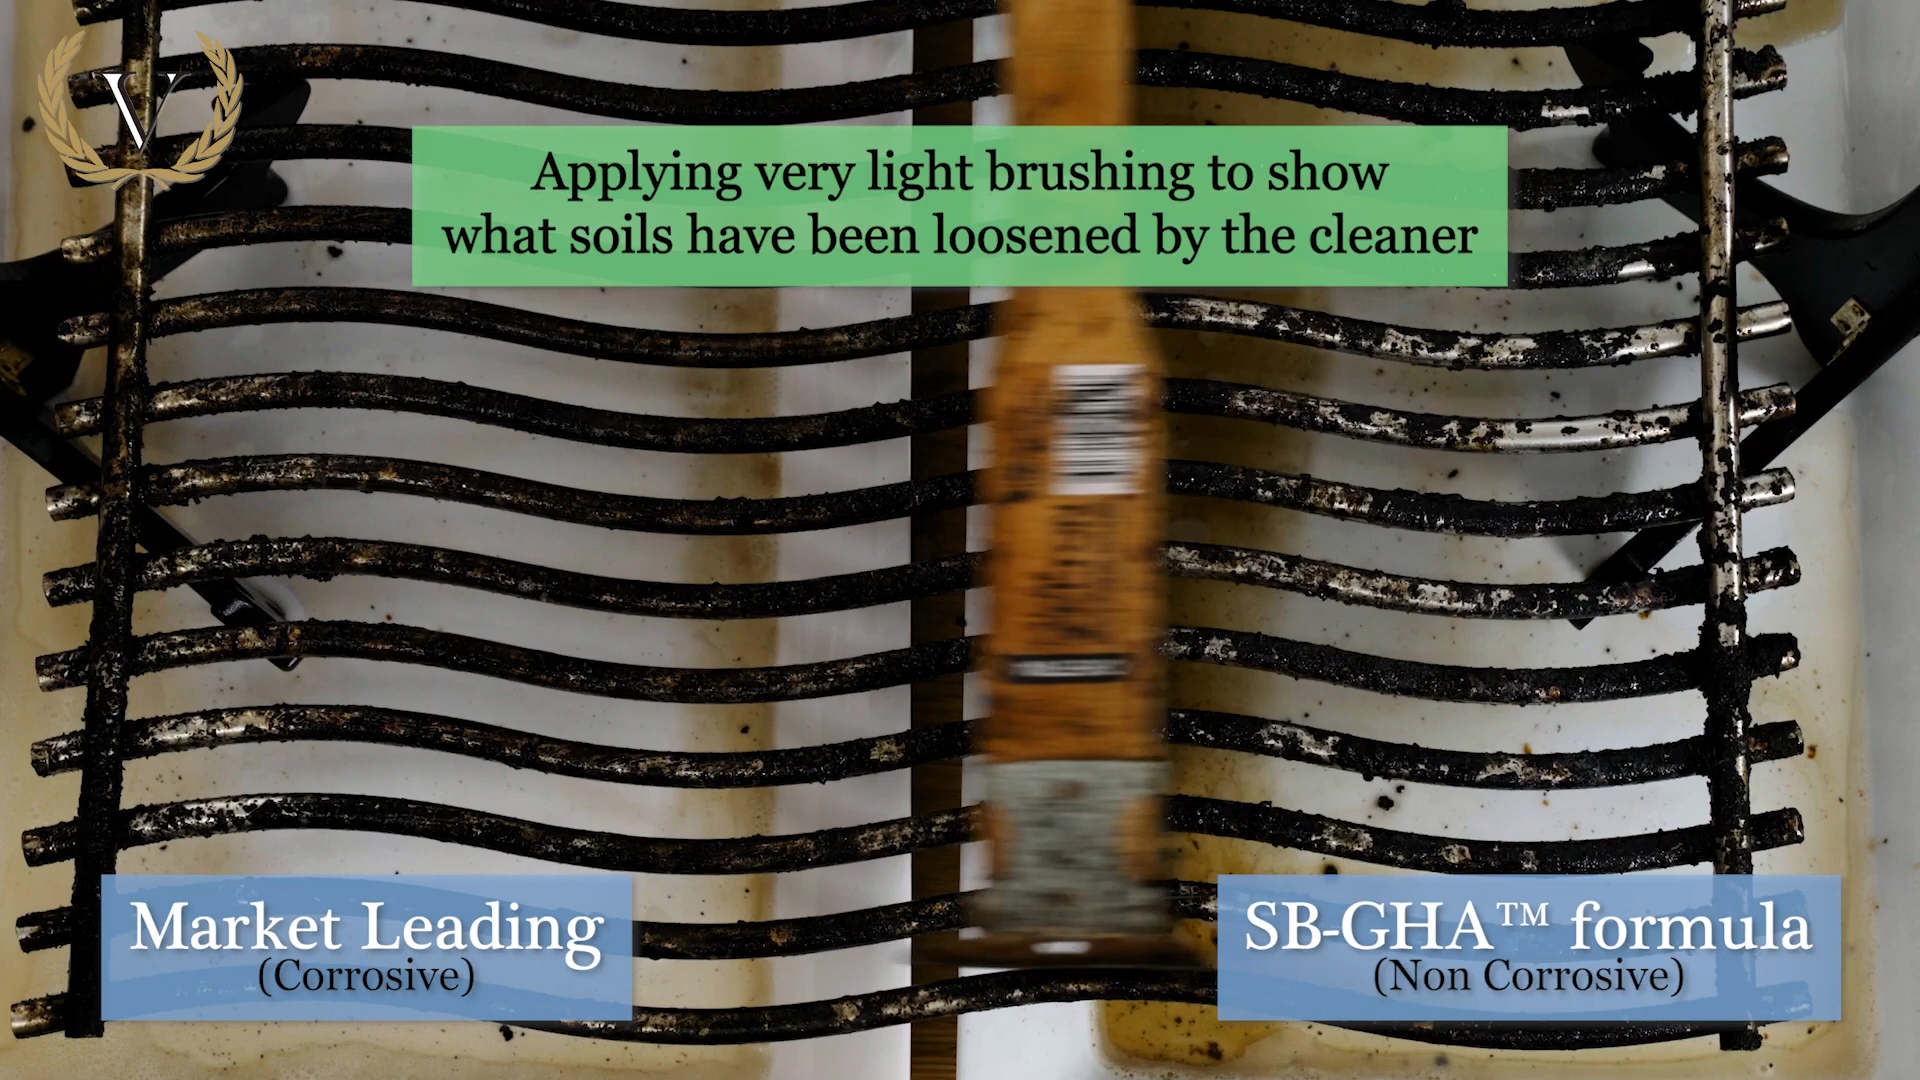 V
Applying very light brushing to show
what soils have been loosened by the cleaner
Market Leading
(Corrosive)
SB-GHA™ formula
(Non Corrosive)